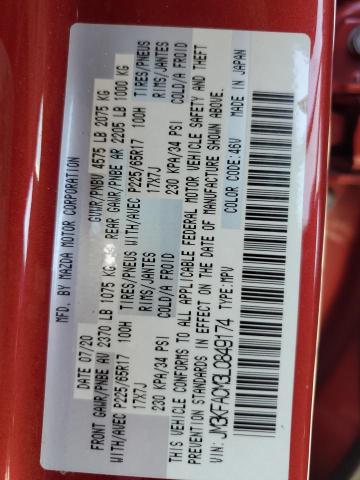 MFD. BY MAZDA MOTOR CORPORATION
DATE 07/20 GVWR/PNBV 4575 LB 2075 KG
FRONT GAWR/PNBE AV 2370 LB 1075 KG REAR GAWR/PNBE AR 2205 LB 1000 KG
WITH/AVEC P225/65R17 100H TIRES/PNEUS WITH/AVEC P225/65R17 100H TIRES/PNEUS
17X7J RIMS/JANTES 17X7J RIMS/JANTES
230 KPA/34 PSI COLD/A FROID 230 KPA/34 PSI COLD/A FROID
THIS VEHICLE CONFORMS TO ALL APPLICABLE FEDERAL MOTOR VEHICLE SAFETY AND THEFT
PREVENTION STANDARDS IN EFFECT ON THE DATE OF MANUFACTURE SHOWN ABOVE.
VIN: JM3KFACM3L0849174 TYPE: MPV COLOR CODE: 46V MADE IN JAPAN